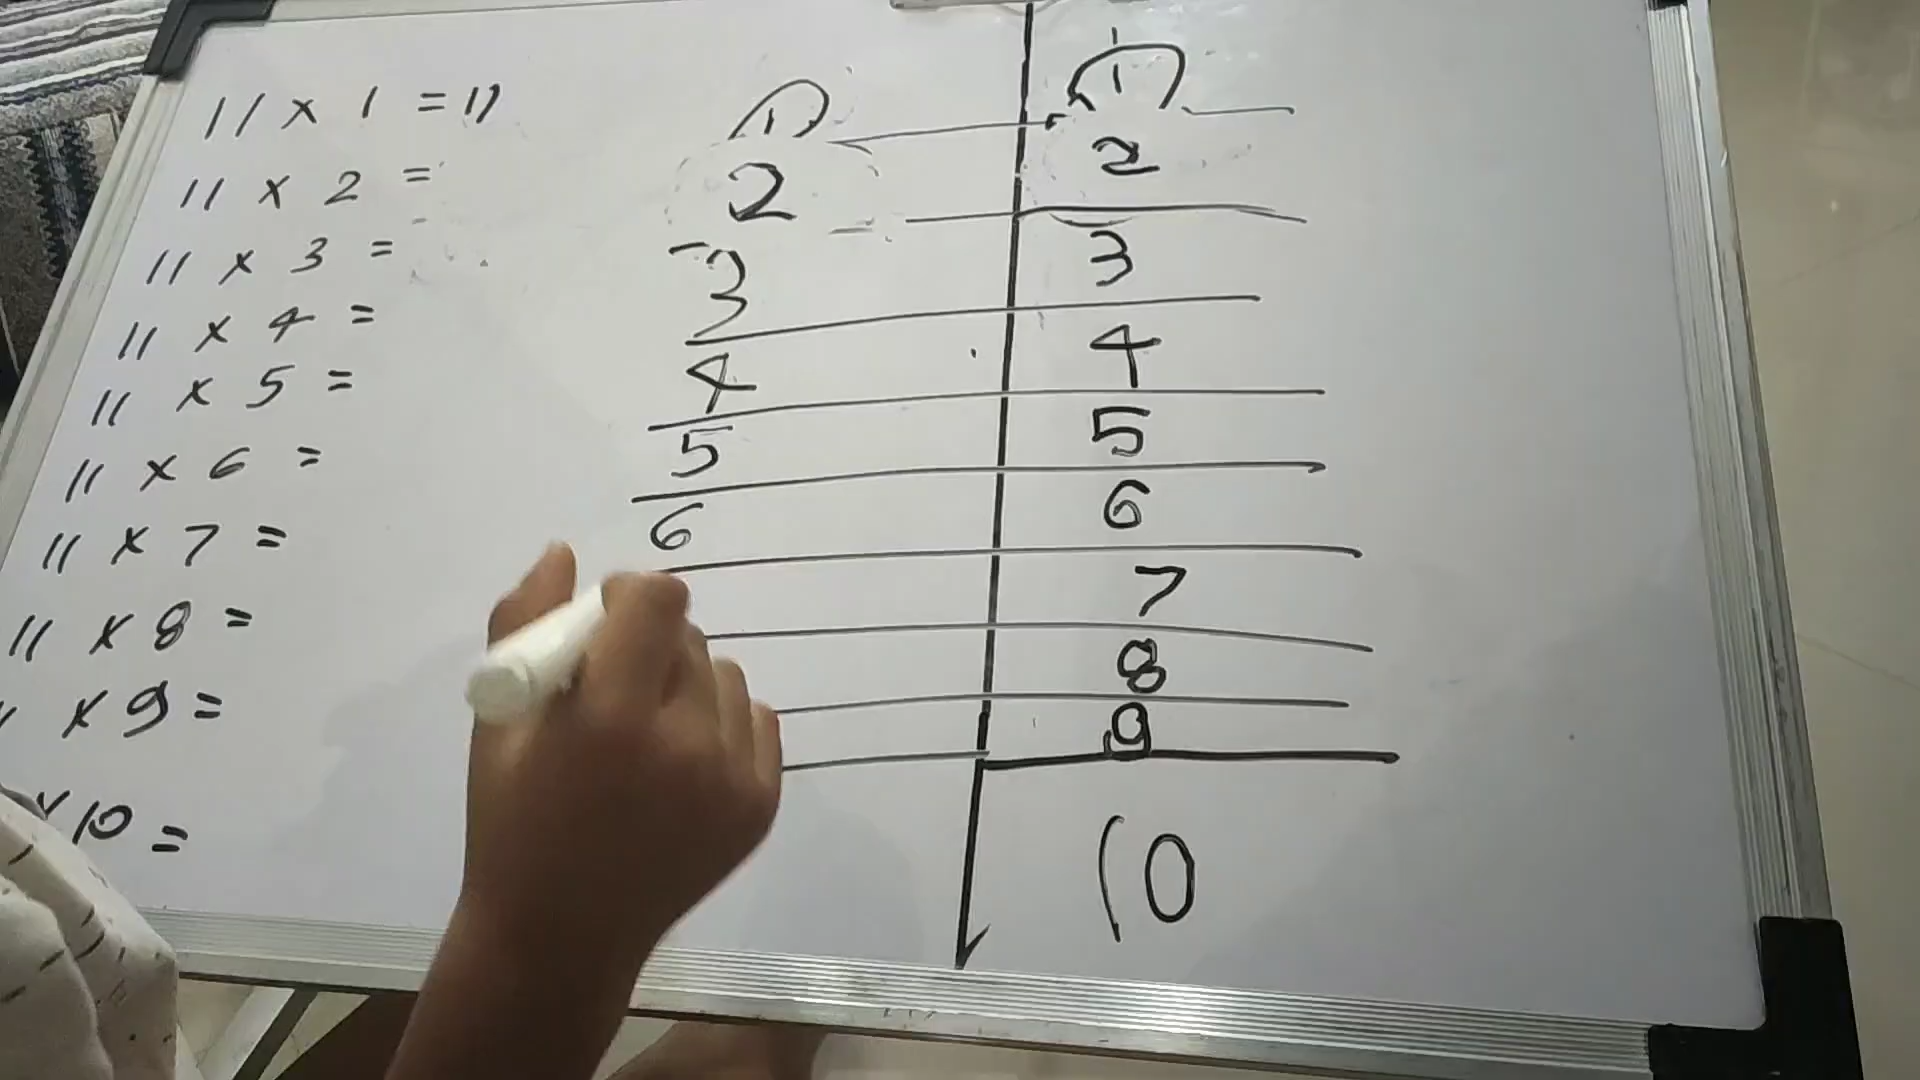 11 × 1 = 11
11 × 2 =
11 × 3 =
11 × 4 =
11 × 5 =
11 × 6 =
11 × 7 =
11 × 8 =
× 9 =
× 10 =
1 1
2 2
3 3
4 4
5 5
6 6
7
8
9
10